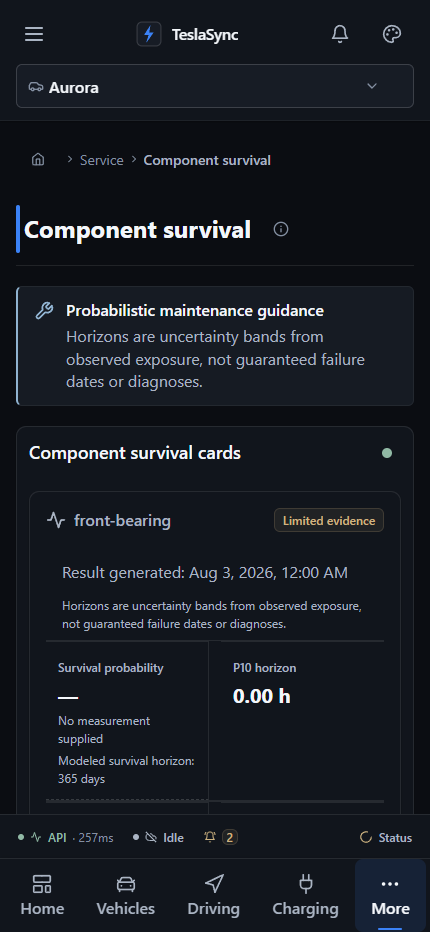 TeslaSync
Aurora
Service
Component survival
Component survival
Probabilistic maintenance guidance
Horizons are uncertainty bands from
observed exposure, not guaranteed failure
dates or diagnoses.
Component survival cards
front-bearing
Limited evidence
Result generated: Aug 3, 2026, 12:00 AM
Horizons are uncertainty bands from observed exposure,
not guaranteed failure dates or diagnoses.
Survival probability
—
No measurement
supplied
Modeled survival horizon:
365 days
P10 horizon
0.00 h
API · 257ms
Idle
2
Status
Home
Vehicles
Driving
Charging
More